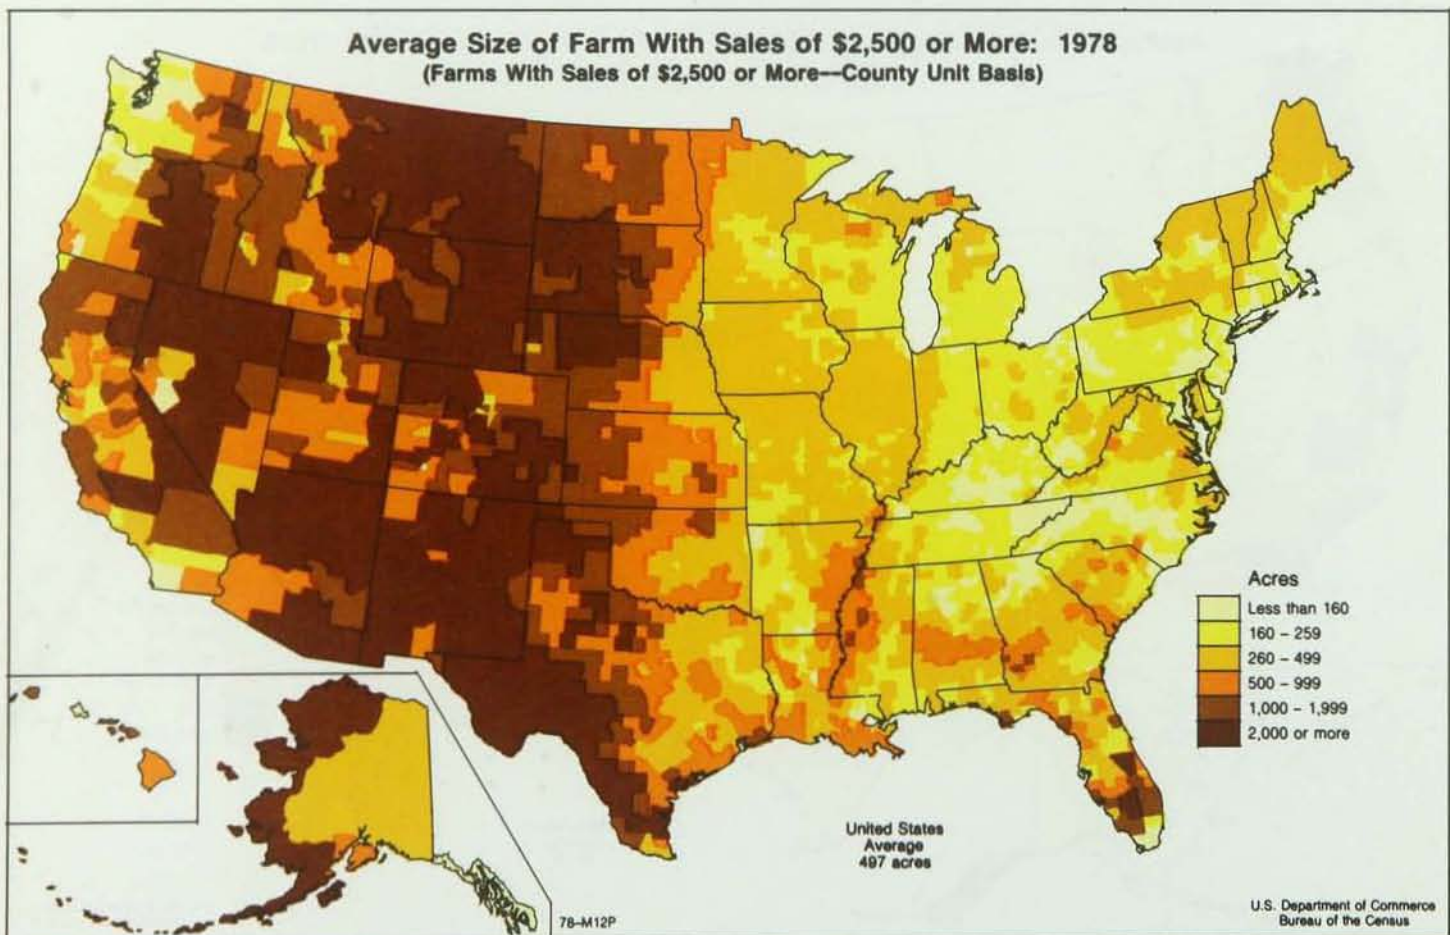 Average Size of Farm With Sales of $2,500 or More: 1978
(Farms With Sales of $2,500 or More—County Unit Basis)
Acres
Less than 160
160 – 259
260 – 499
500 – 999
1,000 – 1,999
2,000 or more
United States
Average
497 acres
78–M12P
U.S. Department of Commerce
Bureau of the Census